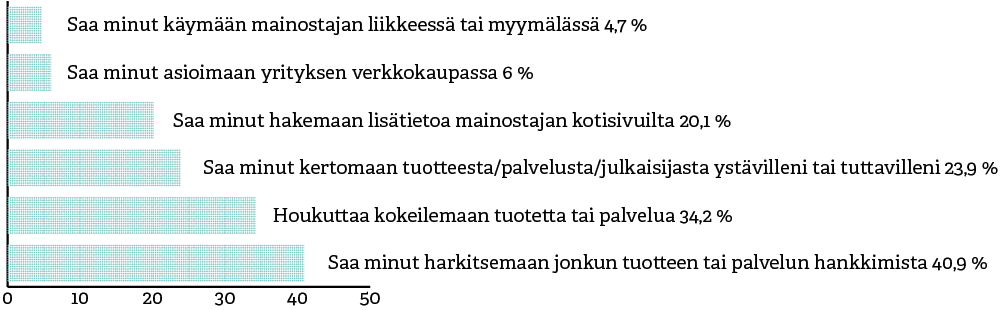 Saa minut käymään mainostajan liikkeessä tai myymälässä 4,7 %
Saa minut asioimaan yrityksen verkkokaupassa 6 %
Saa minut hakemaan lisätietoa mainostajan kotisivuilta 20,1 %
Saa minut kertomaan tuotteesta/palvelusta/julkaisijasta ystävilleni tai tuttavilleni 23,9 %
Houkuttaa kokeilemaan tuotetta tai palvelua 34,2 %
Saa minut harkitsemaan jonkun tuotteen tai palvelun hankkimista 40,9 %
0 10 20 30 40 50